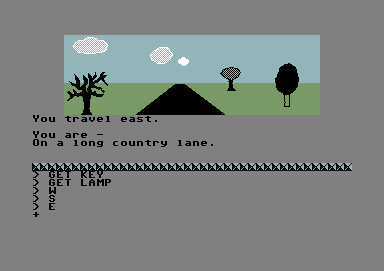 You travel east.
You are -
On a long country lane.
> GET KEY
> GET LAMP
> W
> S
> E
+